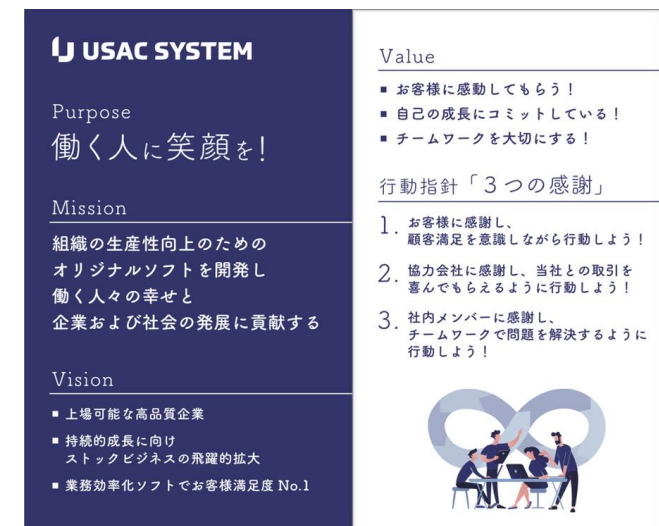 USAC SYSTEM
Purpose
働く人に笑顔を!
Mission
組織の生産性向上のための
オリジナルソフトを開発し
働く人々の幸せと
企業および社会の発展に貢献する
Vision
■ 上場可能な高品質企業
■ 持続的成長に向け
ストックビジネスの飛躍的拡大
■ 業務効率化ソフトでお客様満足度 No.1
Value
■ お客様に感動してもらう！
■ 自己の成長にコミットしている！
■ チームワークを大切にする！
行動指針「3つの感謝」
1. お客様に感謝し、
顧客満足を意識しながら行動しよう！
2. 協力会社に感謝し、当社との取引を
喜んでもらえるように行動しよう！
3. 社内メンバーに感謝し、
チームワークで問題を解決するように
行動しよう！